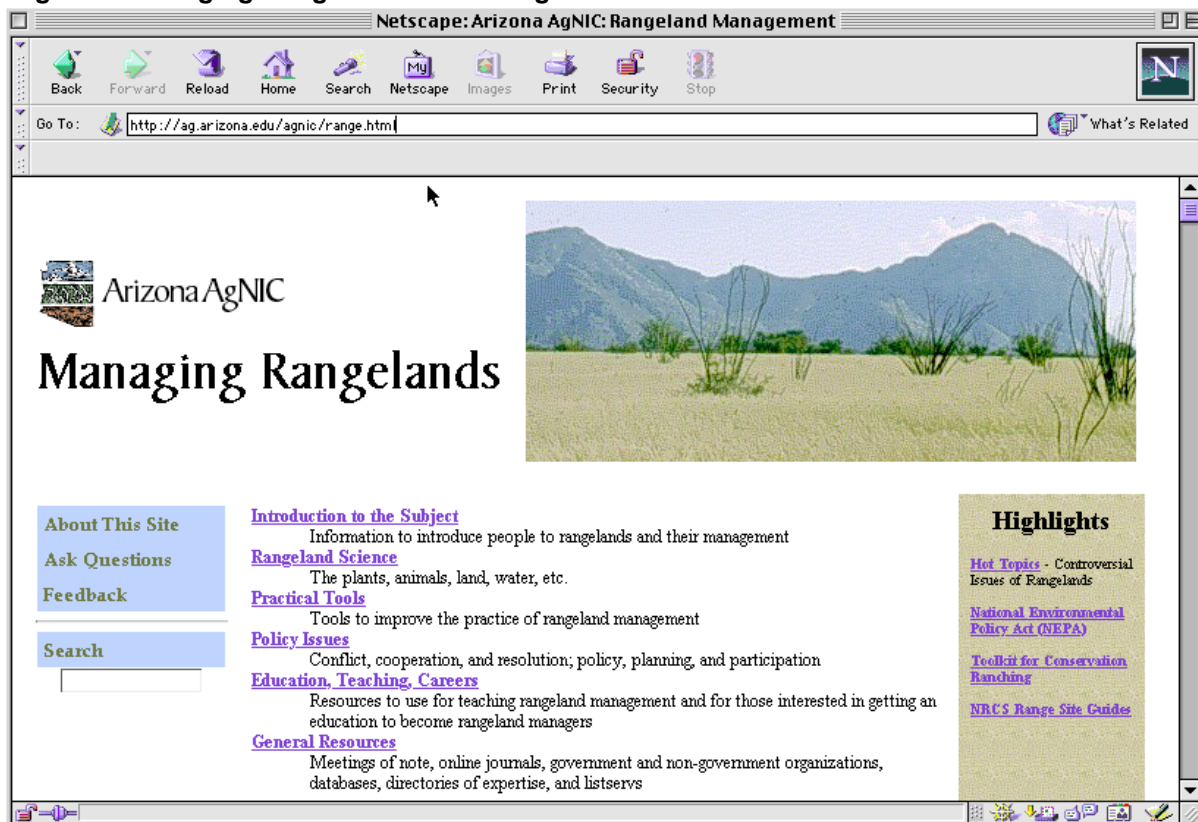 Netscape: Arizona AgNIC: Rangeland Management
Back Forward Reload Home Search Netscape Images Print Security Stop
My
N
Go To: http://ag.arizona.edu/agnic/range.html What's Related
Arizona AgNIC
Managing Rangelands
About This Site
Ask Questions
Feedback
Search
Introduction to the Subject
Information to introduce people to rangelands and their management
Rangeland Science
The plants, animals, land, water, etc.
Practical Tools
Tools to improve the practice of rangeland management
Policy Issues
Conflict, cooperation, and resolution; policy, planning, and participation
Education, Teaching, Careers
Resources to use for teaching rangeland management and for those interested in getting an
education to become rangeland managers
General Resources
Meetings of note, online journals, government and non-government organizations,
databases, directories of expertise, and listservs
Highlights
Hot Topics - Controversial
Issues of Rangelands
National Environmental
Policy Act (NEPA)
Toolkit for Conservation
Ranching
NRCS Range Site Guides